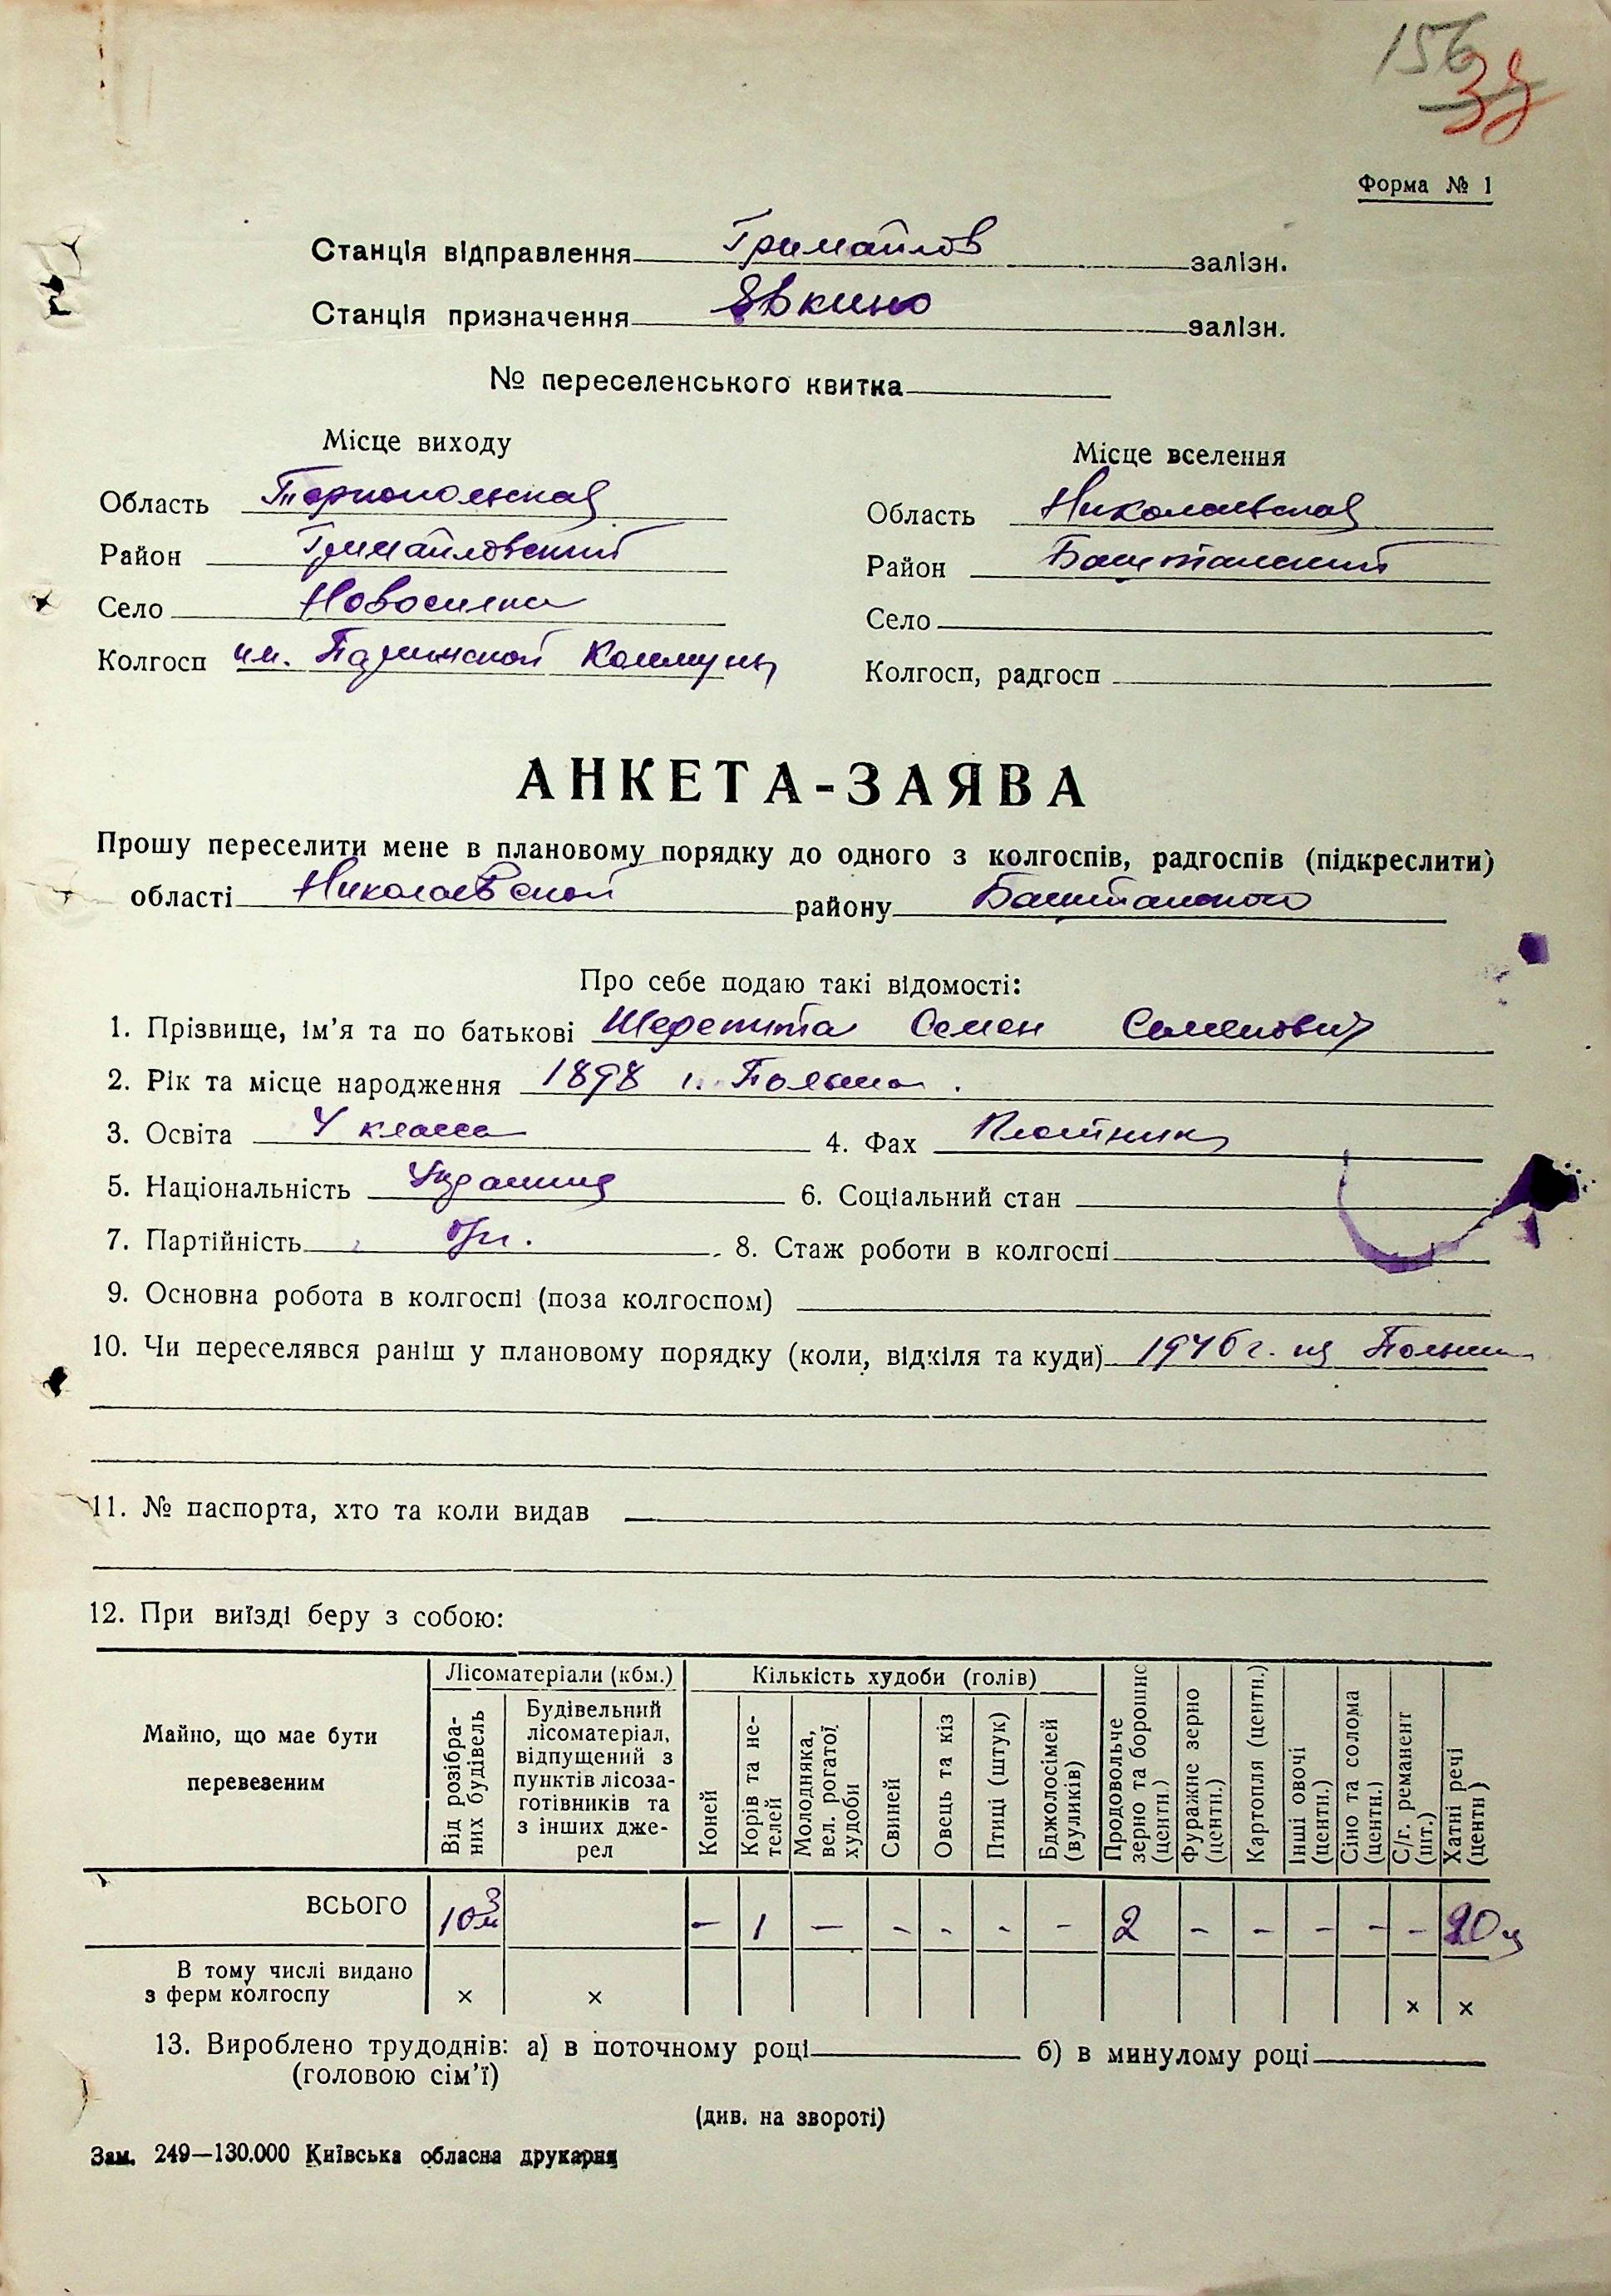 156
Форма № 1
Станція відправлення Гримайлов залізн.
Станція призначення Явкино залізн.
№ переселенського квитка
Місце виходу
Область Тернопольская
Район Гримайловский
Село Новосилка
Колгосп им. Парижской Коммуны
Місце вселення
Область Николаевская
Район Баштанский
Село
Колгосп, радгосп
АНКЕТА-ЗАЯВА
Прошу переселити мене в плановому порядку до одного з колгоспів, радгоспів (підкреслити)
області Николаевской району Баштанского
Про себе подаю такі відомості:
1. Прізвище, ім’я та по батькові Шерепита Семен Семенович
2. Рік та місце народження 1898 г. Польша.
3. Освіта 4 класса 4. Фах Плотник
5. Національність Украинец 6. Соціальний стан
7. Партійність б/п. 8. Стаж роботи в колгоспі
9. Основна робота в колгоспі (поза колгоспом)
10. Чи переселявся раніш у плановому порядку (коли, відкіля та куди) 1946 г. из Польши
11. № паспорта, хто та коли видав
12. При виїзді беру з собою:
Майно, що має бути перевезеним
Лісоматеріали (кбм.)
Від розібраних будівель
Будівельний лісоматеріал, відпущений з пунктів лісозаготівників та з інших джерел
Кількість худоби (голів)
Коней
Корів та нетелей
Молодняка, вел. рогатої худоби
Свиней
Овець та кіз
Птиці (штук)
Бджолосімей (вуликів)
Продовольче зерно та борошно (центн.)
Фуражне зерно (центн.)
Картопля (центн.)
Інші овочі (центн.)
Сіно та солома (центн.)
С/г. реманент (шт.)
Хатні речі (центн)
ВСЬОГО 10 м³ – 1 – – – – – 2 – – – – – 20 ц
В тому числі видано з ферм колгоспу × × × ×
13. Вироблено трудоднів: а) в поточному році б) в минулому році
(головою сім’ї)
(див. на звороті)
Зам. 249—130.000 Київська обласна друкарня